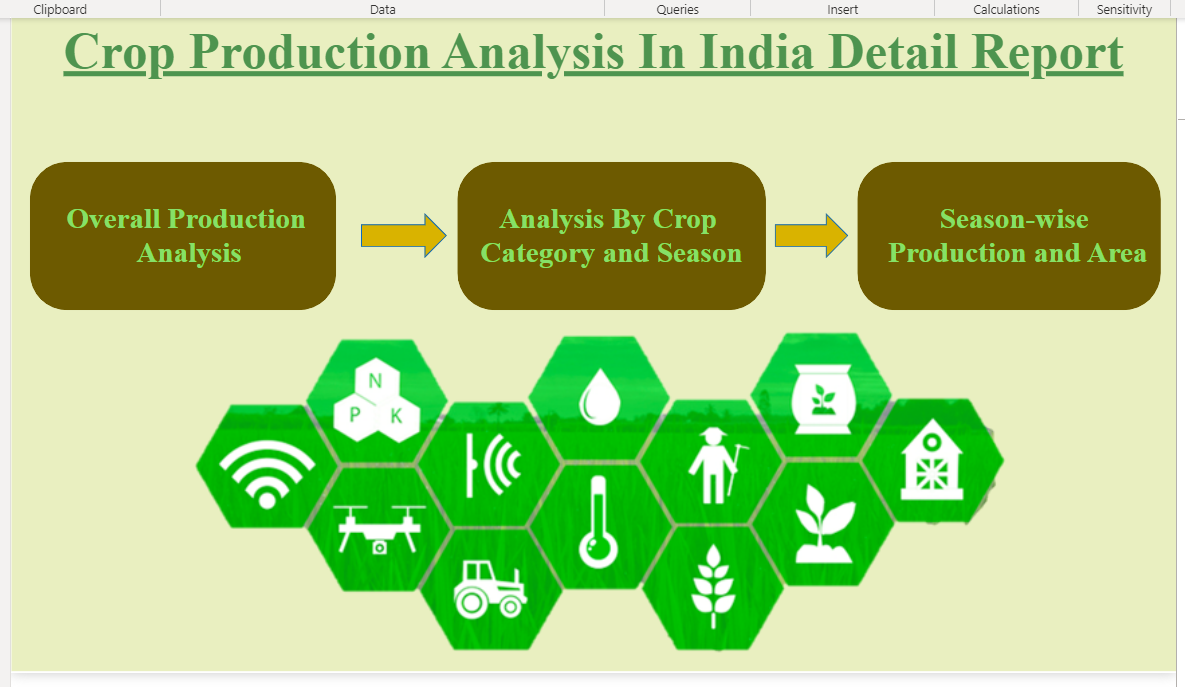 Clipboard
Data
Queries
Insert
Calculations
Sensitivity
Crop Production Analysis In India Detail Report
Overall Production
Analysis
Analysis By Crop
Category and Season
Season-wise
Production and Area
N
P K